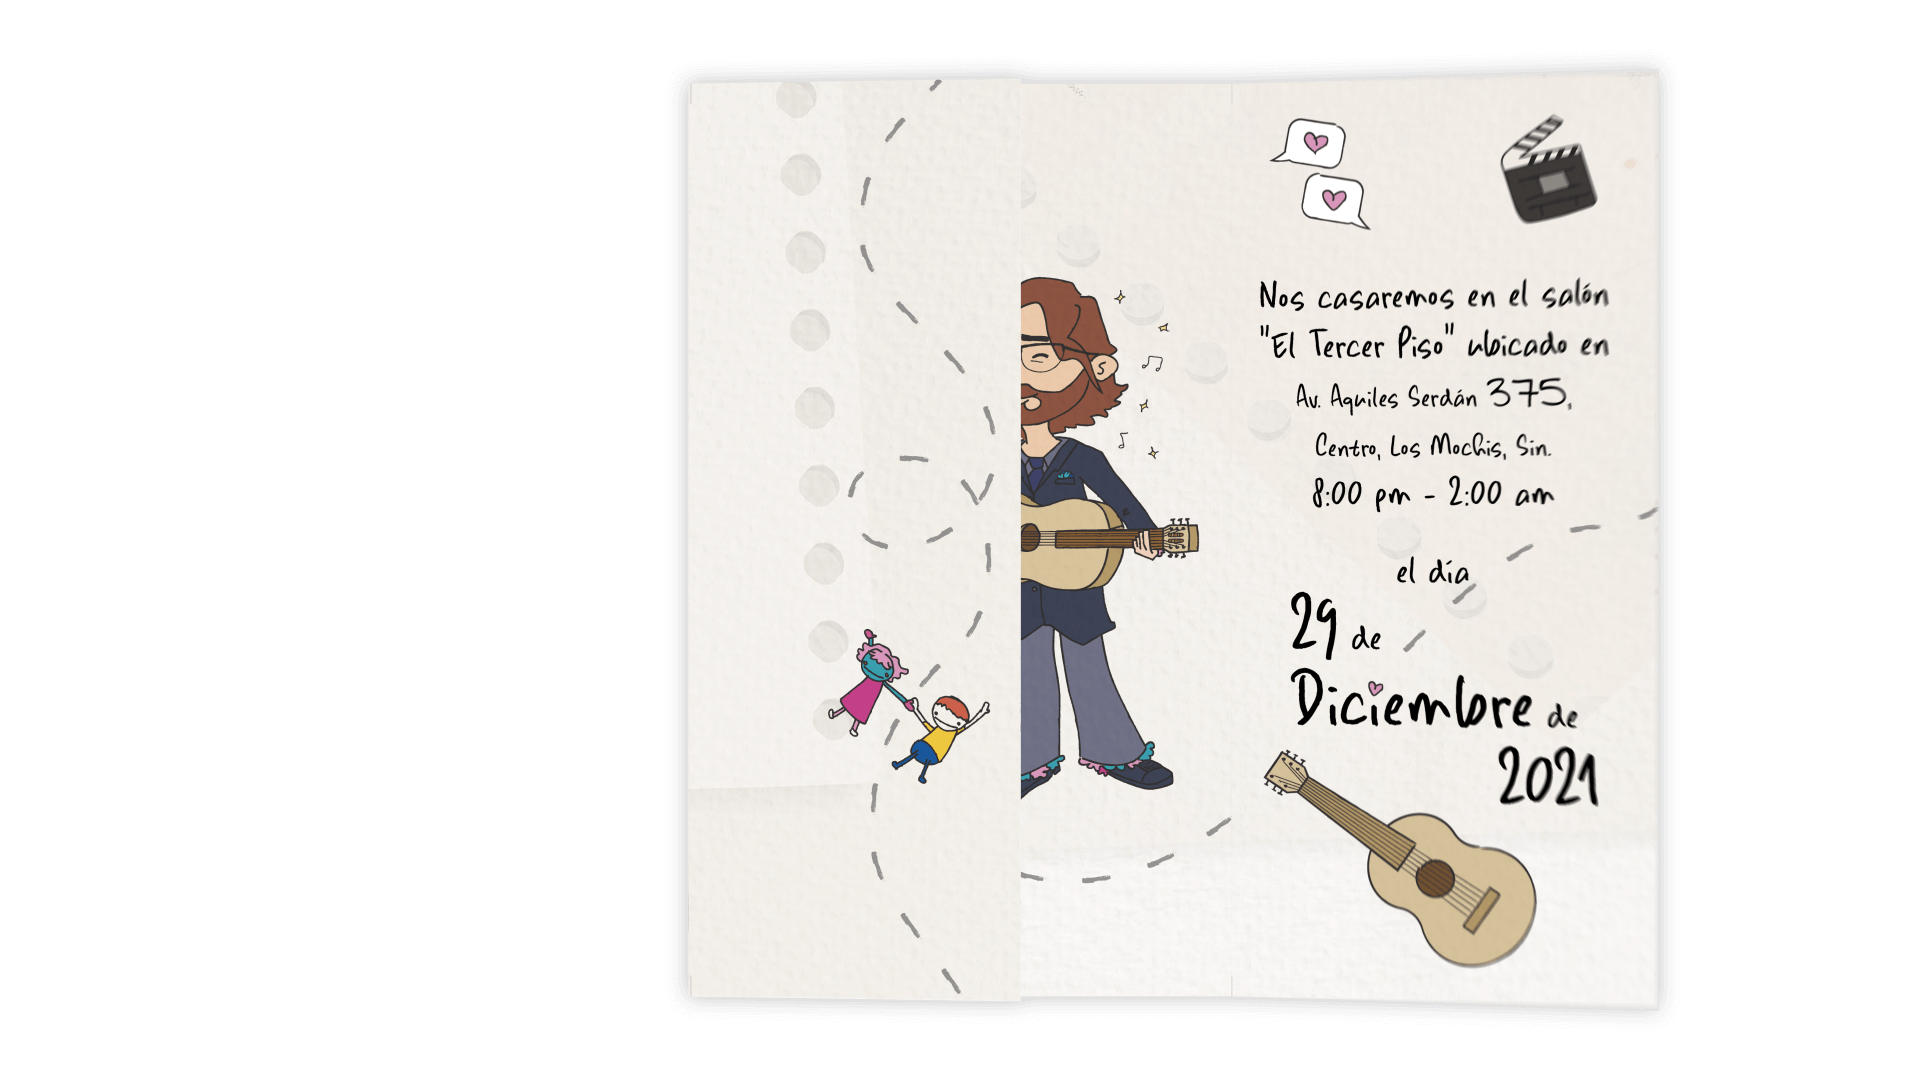 Nos casaremos en el salón
"El Tercer Piso" ubicado en
Av. Aquiles Serdán 375,
Centro, Los Mochis, Sin.
8:00 pm - 2:00 am
el día
29 de
Diciembre de
2021